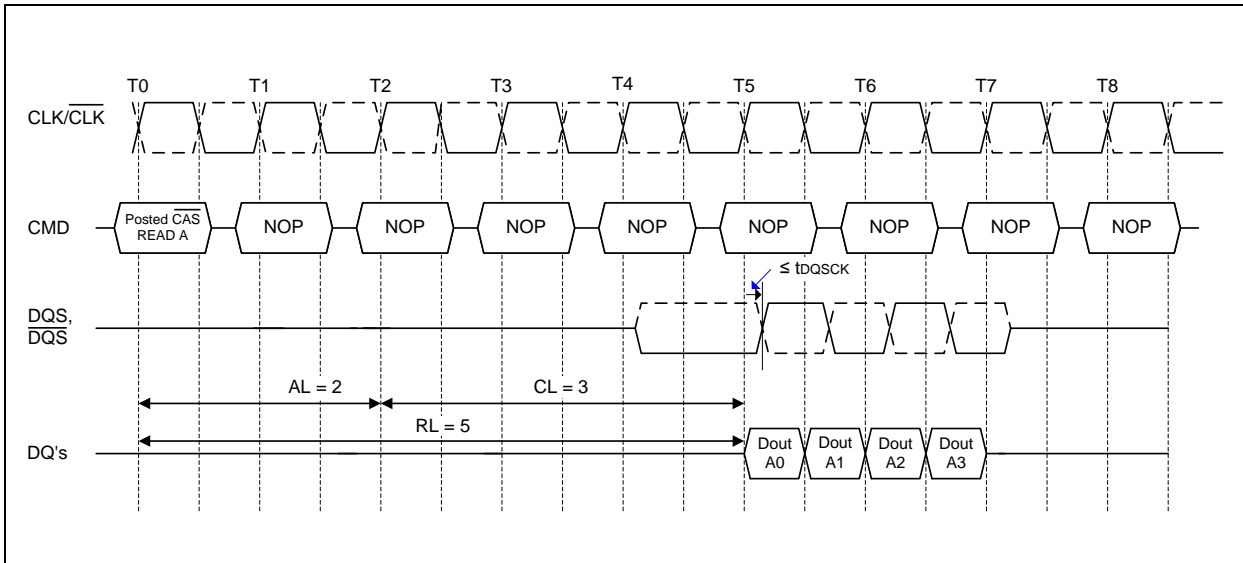 T0 T1 T2 T3 T4 T5 T6 T7 T8
CLK/CLK
CMD
Posted CAS
READ A
NOP NOP NOP NOP NOP NOP NOP NOP
≤ tDQSCK
DQS,
DQS
AL = 2
CL = 3
RL = 5
DQ's
Dout
A0
Dout
A1
Dout
A2
Dout
A3